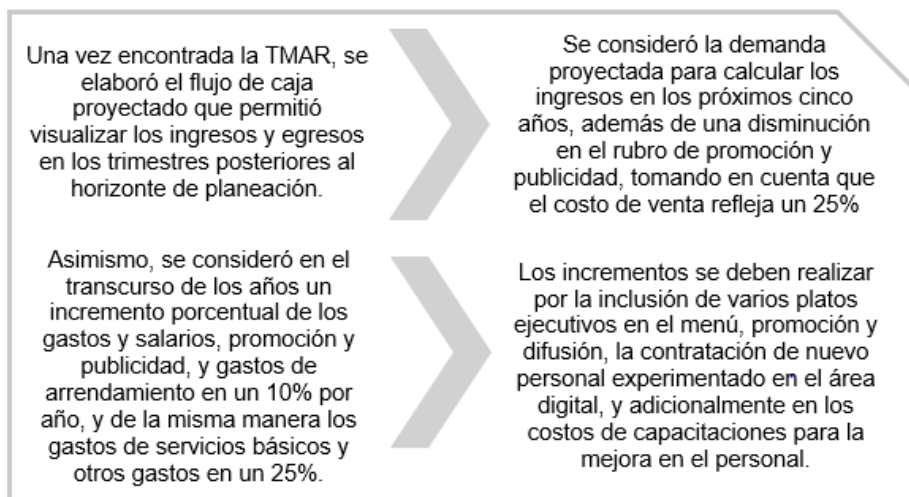 Una vez encontrada la TMAR, se
elaboró el flujo de caja
proyectado que permitió
visualizar los ingresos y egresos
en los trimestres posteriores al
horizonte de planeación.
Se consideró la demanda
proyectada para calcular los
ingresos en los próximos cinco
años, además de una disminución
en el rubro de promoción y
publicidad, tomando en cuenta que
el costo de venta refleja un 25%
Asimismo, se consideró en el
transcurso de los años un
incremento porcentual de los
gastos y salarios, promoción y
publicidad, y gastos de
arrendamiento en un 10% por
año, y de la misma manera los
gastos de servicios básicos y
otros gastos en un 25%.
Los incrementos se deben realizar
por la inclusión de varios platos
ejecutivos en el menú, promoción y
difusión, la contratación de nuevo
personal experimentado en el área
digital, y adicionalmente en los
costos de capacitaciones para la
mejora en el personal.